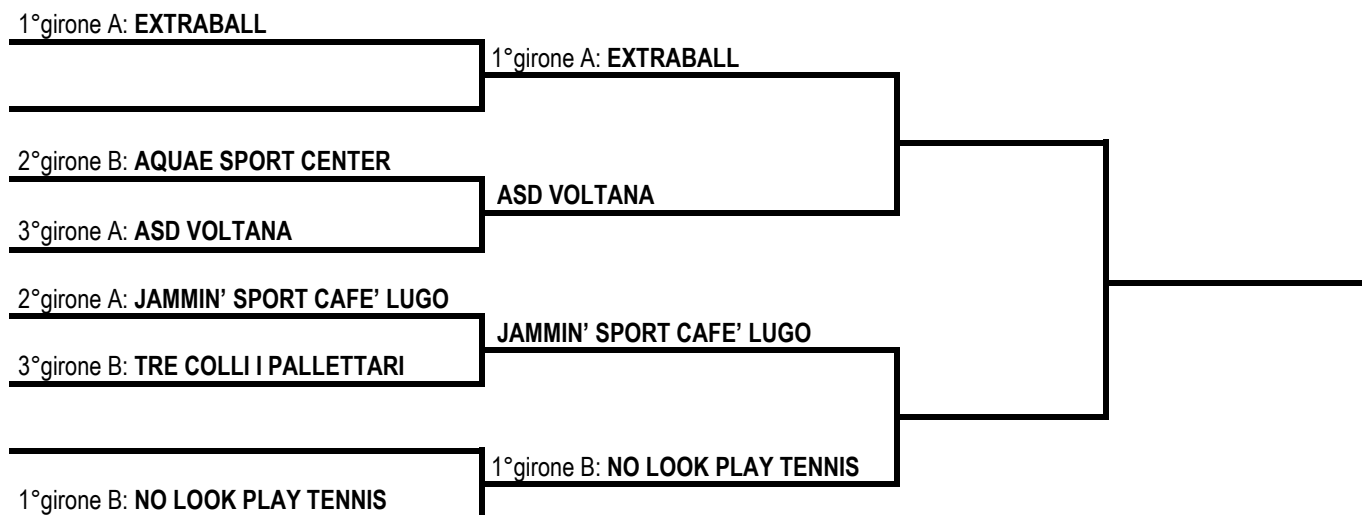 1°girone A: EXTRABALL
1°girone A: EXTRABALL
2°girone B: AQUAE SPORT CENTER
ASD VOLTANA
3°girone A: ASD VOLTANA
2°girone A: JAMMIN’ SPORT CAFE’ LUGO
JAMMIN’ SPORT CAFE’ LUGO
3°girone B: TRE COLLI I PALLETTARI
1°girone B: NO LOOK PLAY TENNIS
1°girone B: NO LOOK PLAY TENNIS